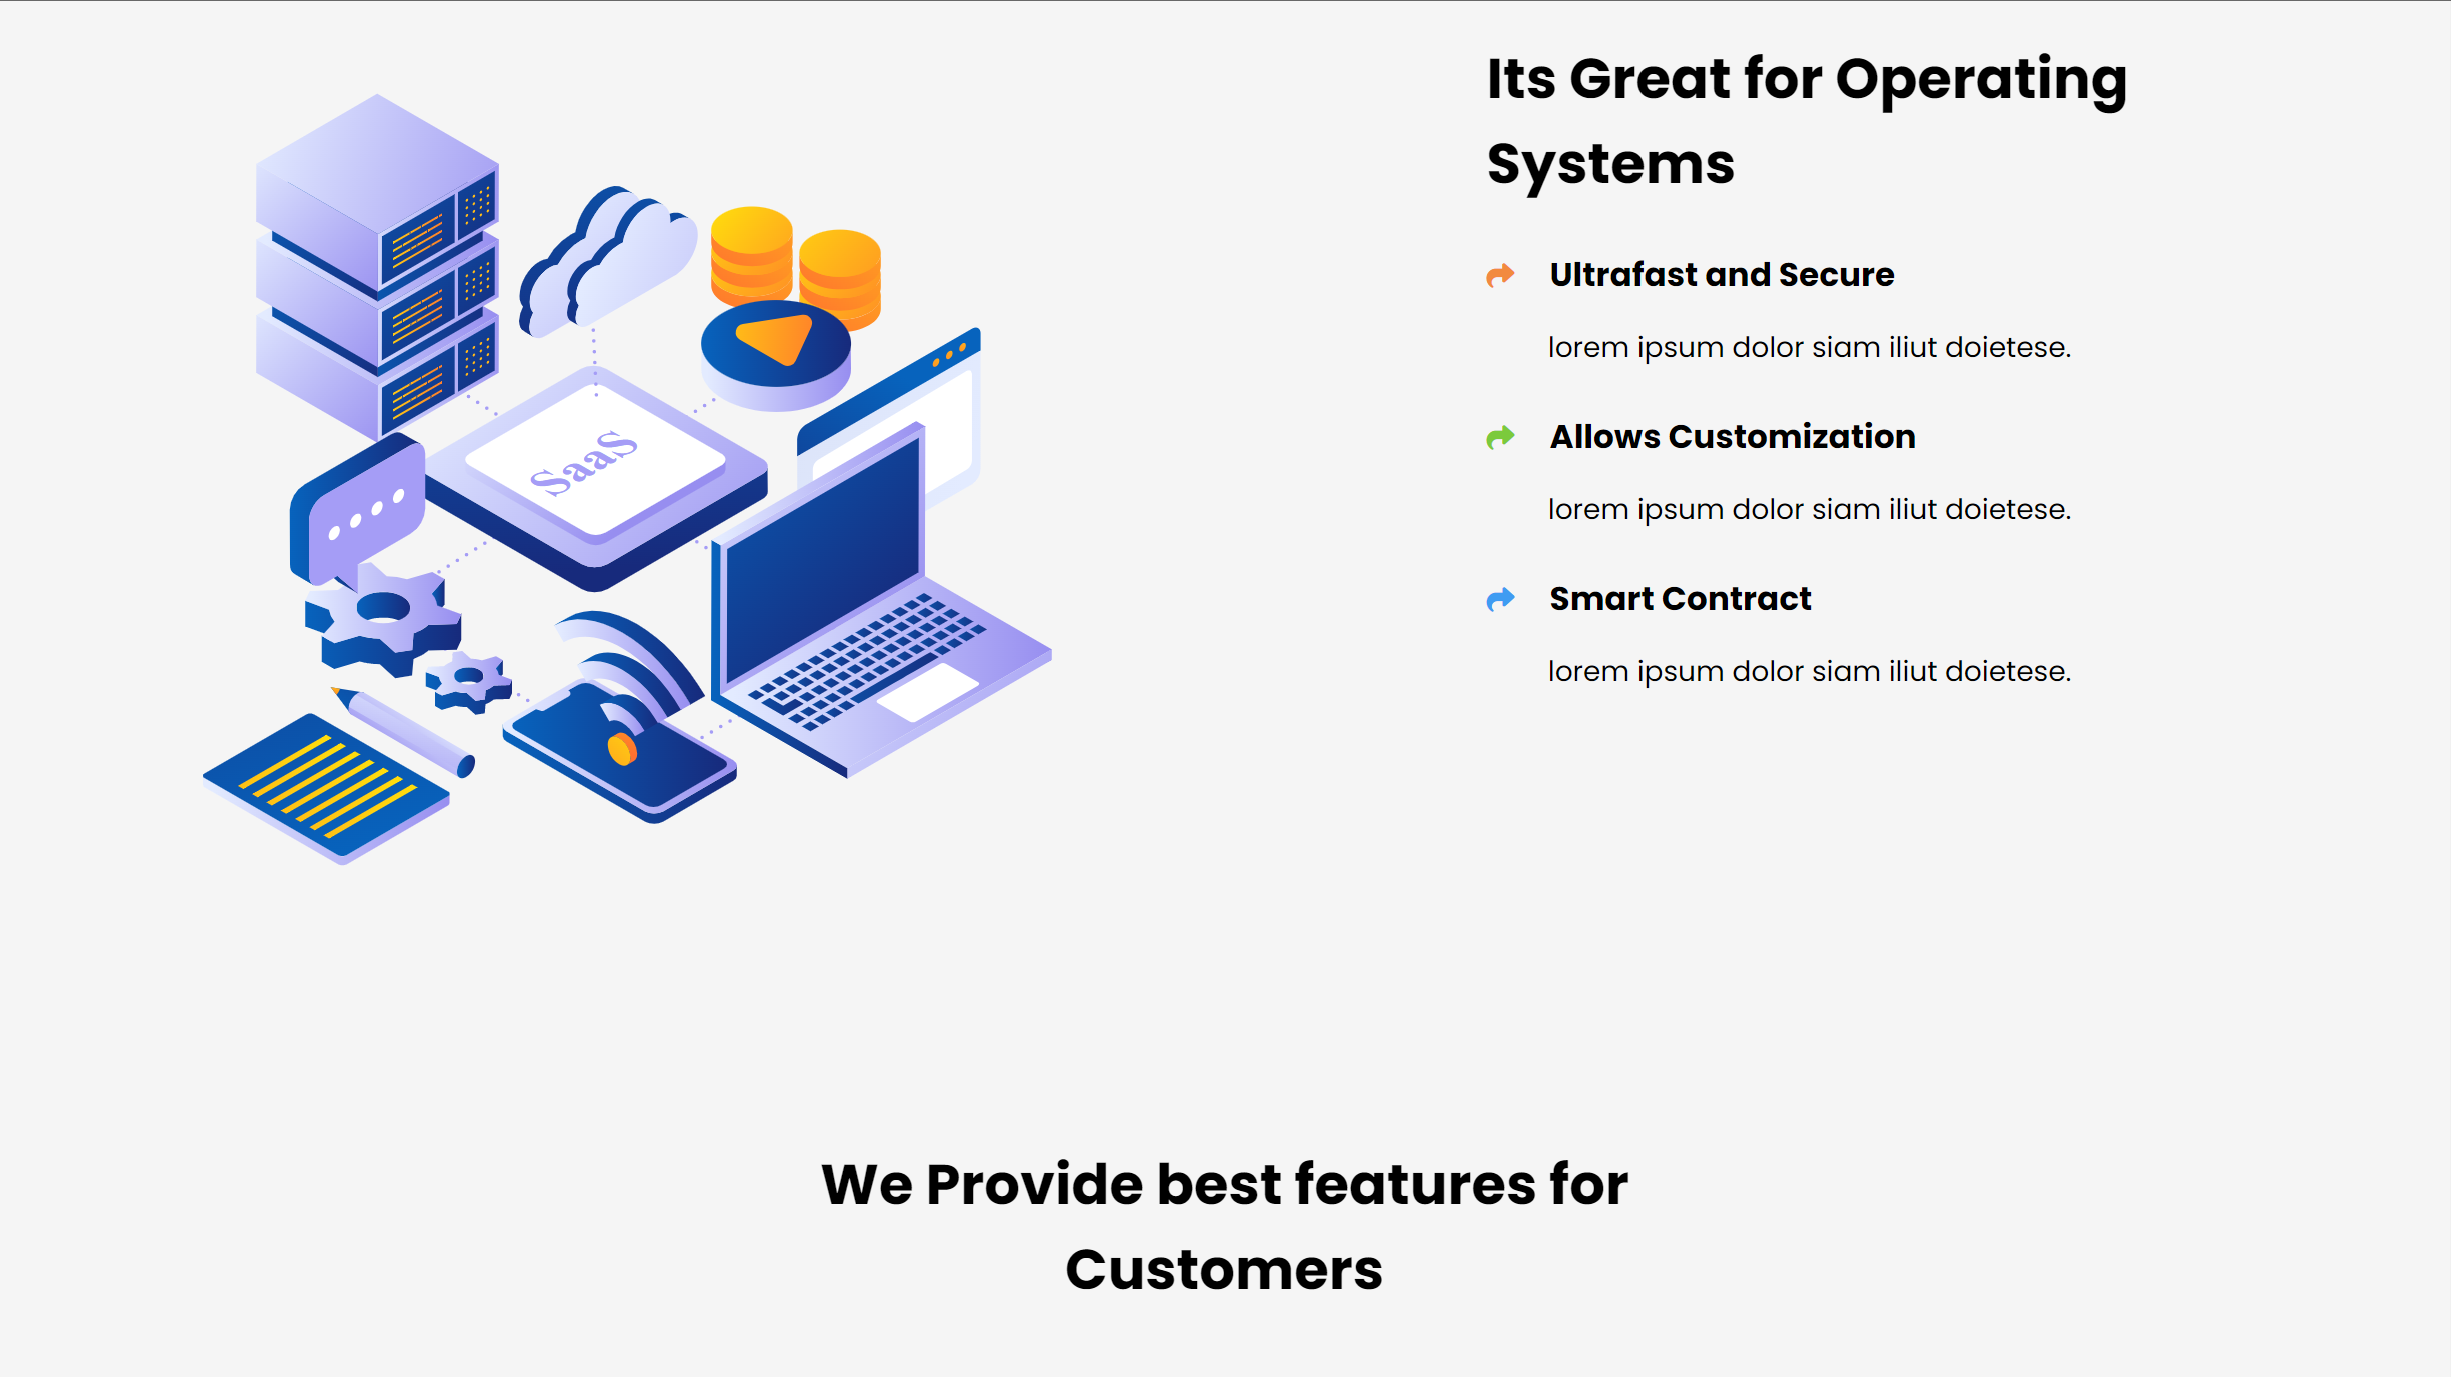 SaaS
Its Great for Operating
Systems
Ultrafast and Secure
lorem ipsum dolor siam iliut doietese.
Allows Customization
lorem ipsum dolor siam iliut doietese.
Smart Contract
lorem ipsum dolor siam iliut doietese.
We Provide best features for
Customers